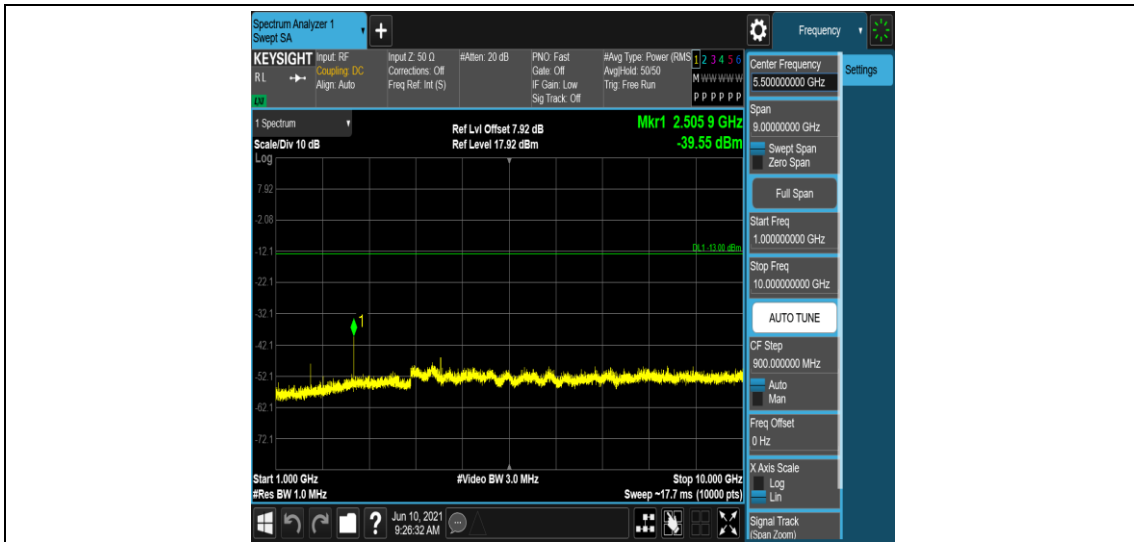 Spectrum Analyzer 1
Swept SA
+
Frequency
KEYSIGHT
R L
LXI
Input: RF
Coupling: DC
Align: Auto
Input Z: 50 Ω
Corrections: Off
Freq Ref: Int (S)
#Atten: 20 dB
PNO: Fast
Gate: Off
IF Gain: Low
Sig Track: Off
#Avg Type: Power (RMS
Avg|Hold: 50/50
Trig: Free Run
1 2 3 4 5 6
M W W W W W
P P P P P P
1 Spectrum
Scale/Div 10 dB
Log
Ref Lvl Offset 7.92 dB
Ref Level 17.92 dBm
Mkr1 2.505 9 GHz
-39.55 dBm
7.92
-2.08
-12.1
DL1 -13.00 dBm
-22.1
-32.1
1
-42.1
-52.1
-62.1
-72.1
Start 1.000 GHz
#Res BW 1.0 MHz
#Video BW 3.0 MHz
Stop 10.000 GHz
Sweep ~17.7 ms (10000 pts)
?
Jun 10, 2021
9:26:32 AM
Center Frequency
5.500000000 GHz
Settings
Span
9.00000000 GHz
Swept Span
Zero Span
Full Span
Start Freq
1.000000000 GHz
Stop Freq
10.000000000 GHz
AUTO TUNE
CF Step
900.000000 MHz
Auto
Man
Freq Offset
0 Hz
X Axis Scale
Log
Lin
Signal Track
(Span Zoom)